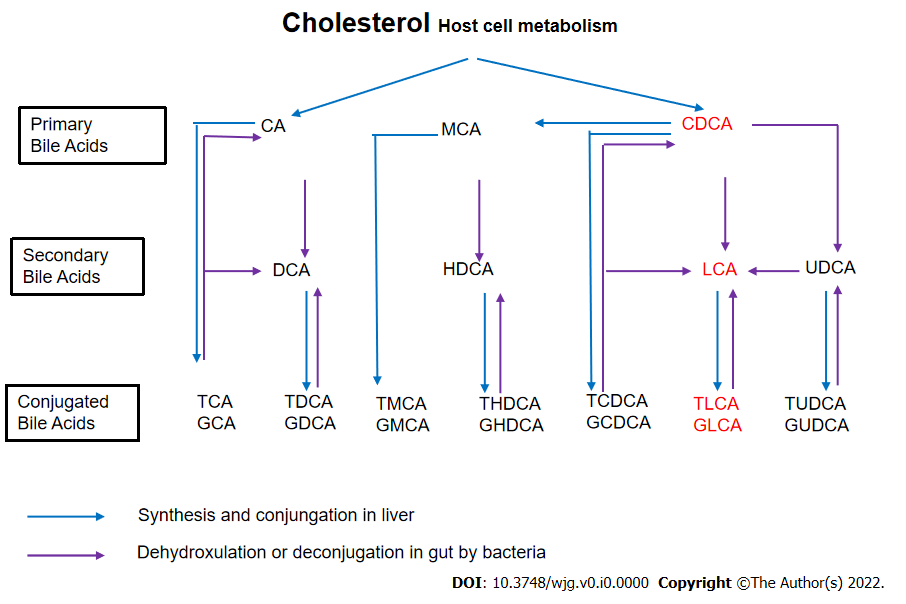 Cholesterol Host cell metabolism
Primary
Bile Acids
CA
MCA
CDCA
Secondary
Bile Acids
DCA
HDCA
LCA
UDCA
Conjugated
Bile Acids
TCA
GCA
TDCA
GDCA
TMCA
GMCA
THDCA
GHDCA
TCDCA
GCDCA
TLCA
GLCA
TUDCA
GUDCA
Synthesis and conjungation in liver
Dehydroxulation or deconjugation in gut by bacteria
DOI: 10.3748/wjg.v0.i0.0000 Copyright ©The Author(s) 2022.